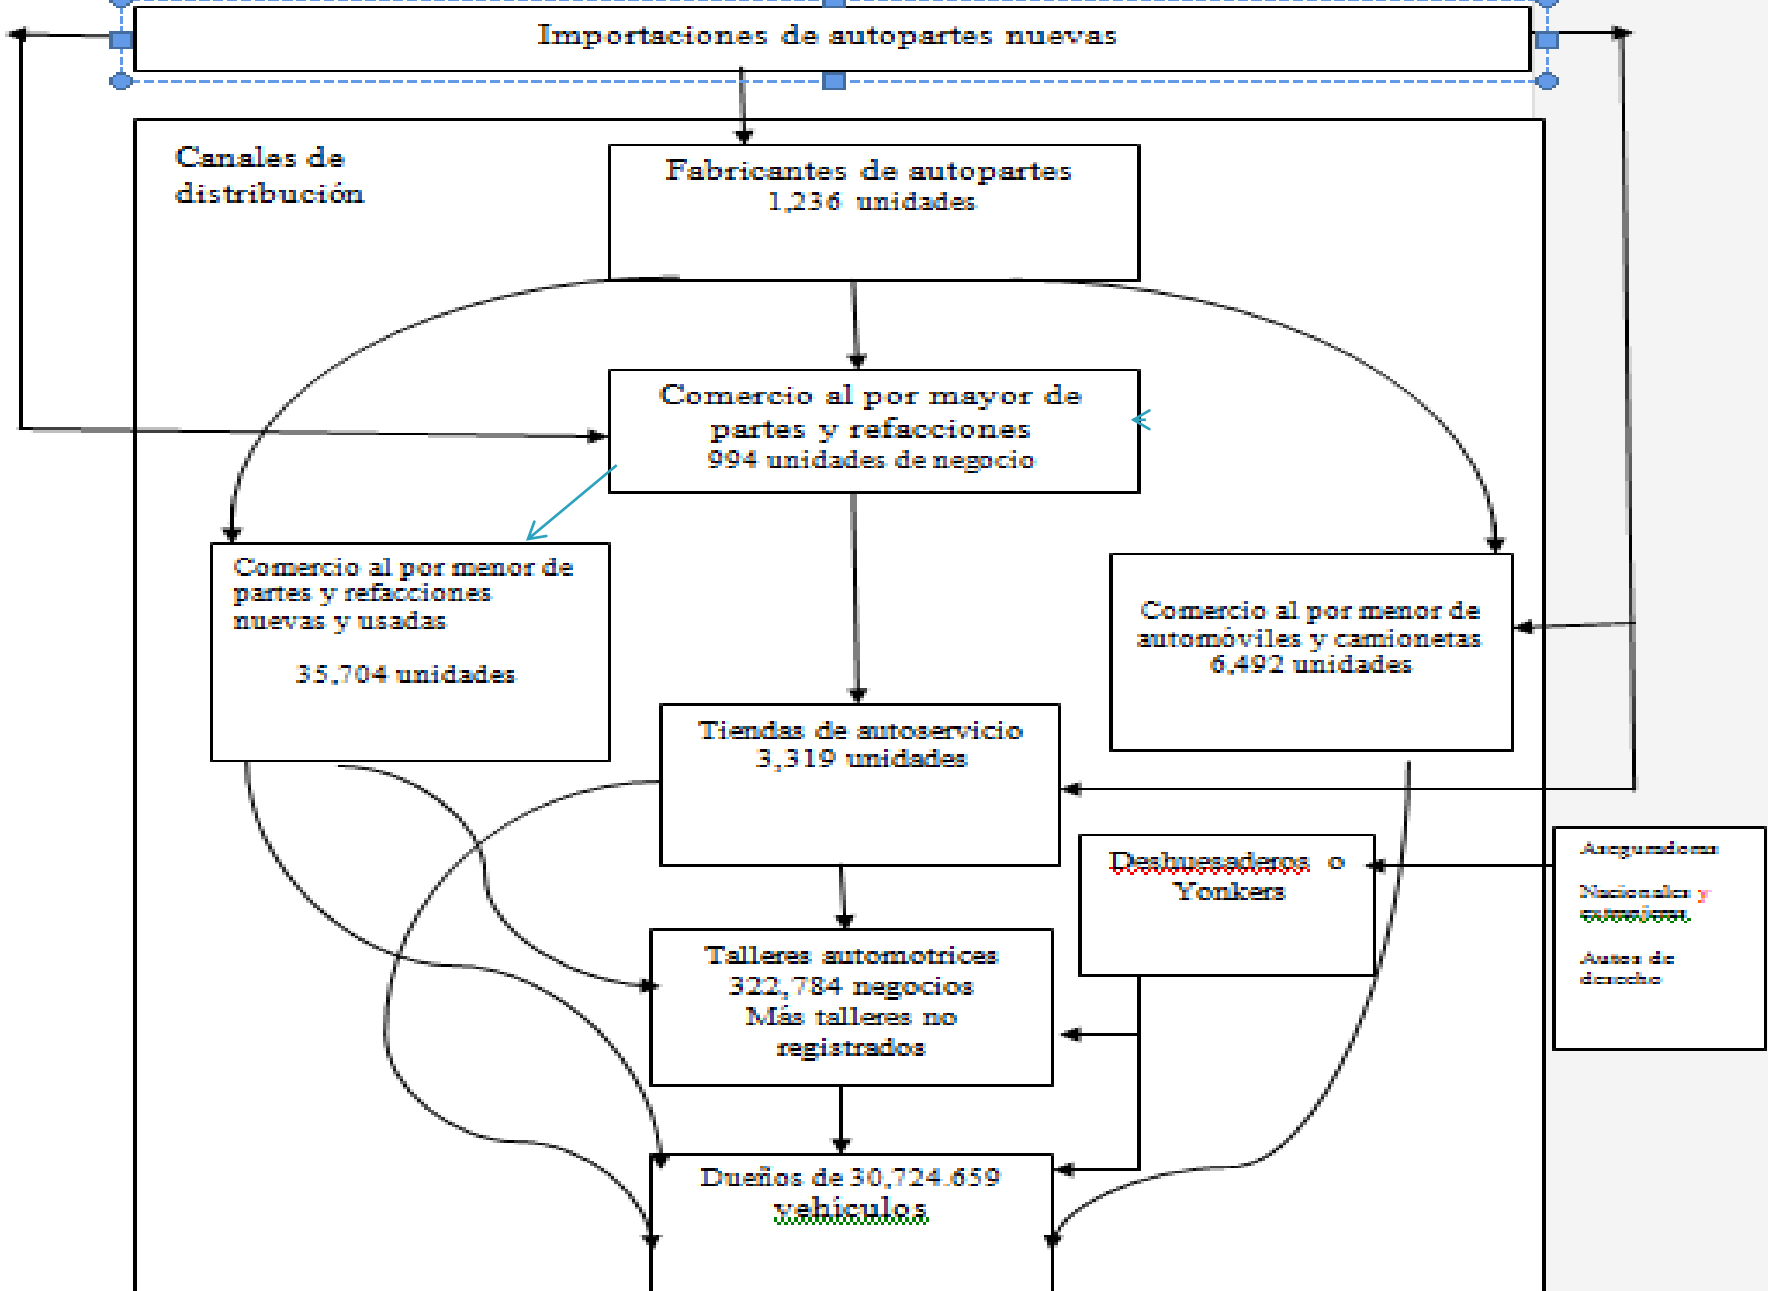 Importaciones de autopartes nuevas
Canales de
distribución
Fabricantes de autopartes
1,236 unidades
Comercio al por mayor de
partes y refacciones
994 unidades de negocio
Comercio al por menor de
partes y refacciones
nuevas y usadas
35,704 unidades
Comercio al por menor de
automóviles y camionetas
6,492 unidades
Tiendas de autoservicio
3,319 unidades
Deshuesaderos o
Yonkers
Aseguradoras
Nacionales y
extranjeras
Autos de
desecho
Talleres automotrices
322,784 negocios
Más talleres no
registrados
Dueños de 30,724.659
vehiculos